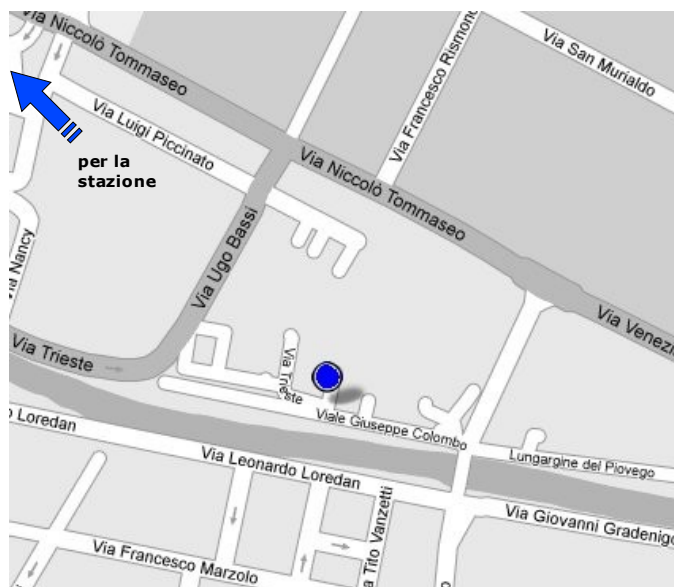 Via Niccolò Tommaseo
Via San Murialdo
Via Francesco Rismond
Via Luigi Piccinato
per la
stazione
Via Niccolò Tommaseo
Via Ugo Bassi
Via Nancy
Via Venezi
Via Trieste
Via Trieste
Viale Giuseppe Colombo
Loredan
Lungargine del Piovego
Via Leonardo Loredan
Via Giovanni Gradenigo
Via Tito Vanzetti
Via Francesco Marzolo